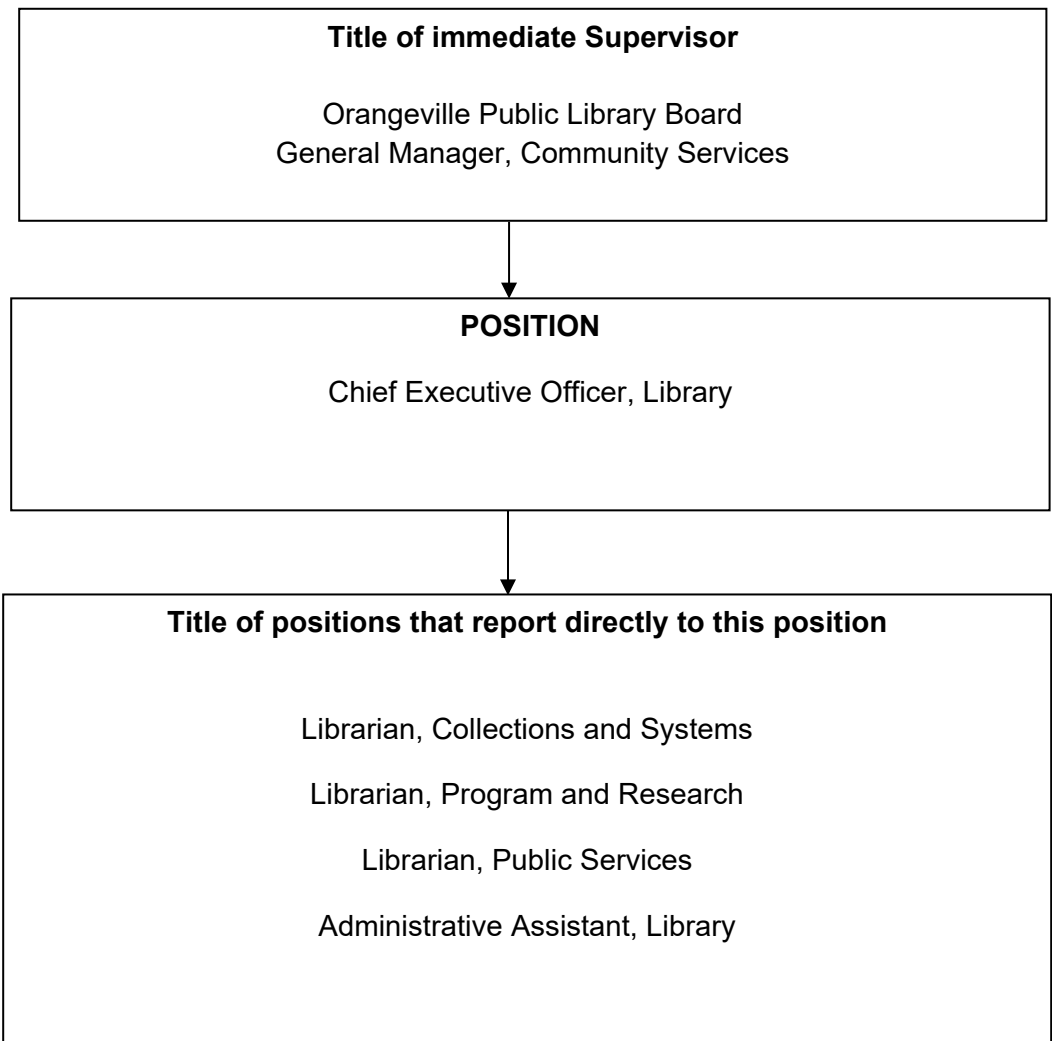 Title of immediate Supervisor
Orangeville Public Library Board
General Manager, Community Services
POSITION
Chief Executive Officer, Library
Title of positions that report directly to this position
Librarian, Collections and Systems
Librarian, Program and Research
Librarian, Public Services
Administrative Assistant, Library